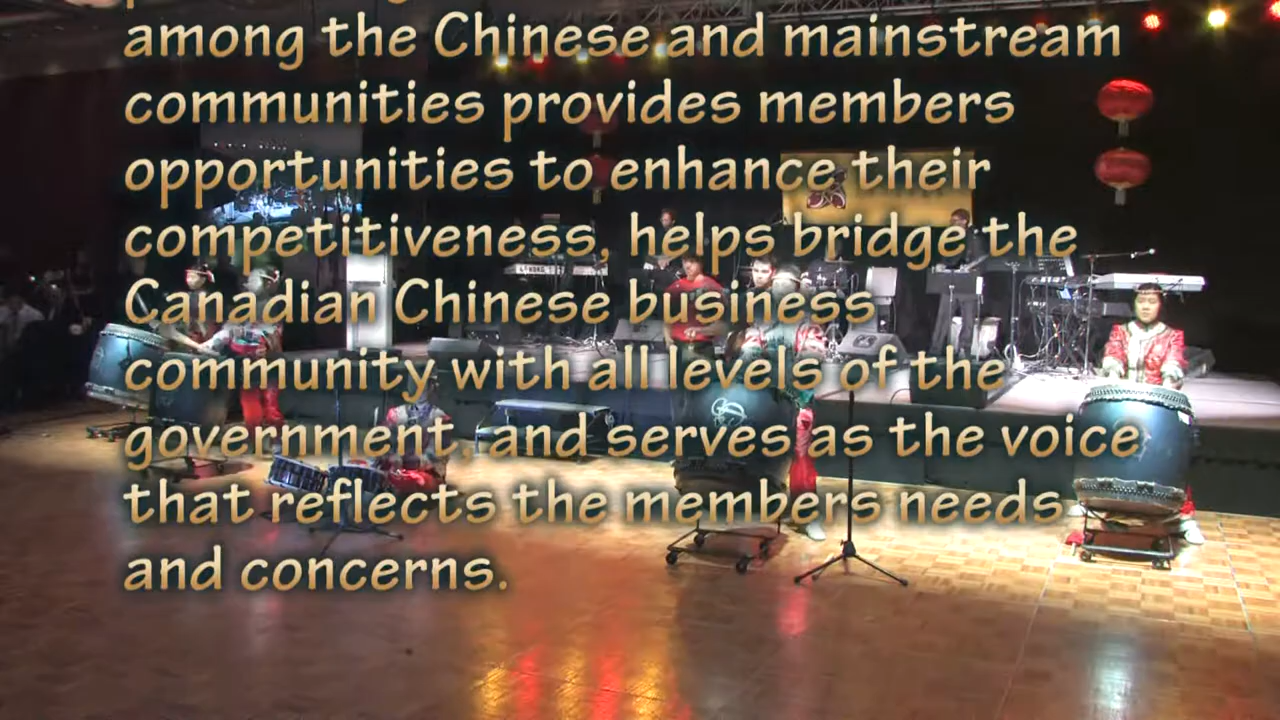 among the Chinese and mainstream
communities provides members
opportunities to enhance their
competitiveness, helps bridge the
Canadian Chinese business
community with all levels of the
government, and serves as the voice
that reflects the members needs
and concerns.